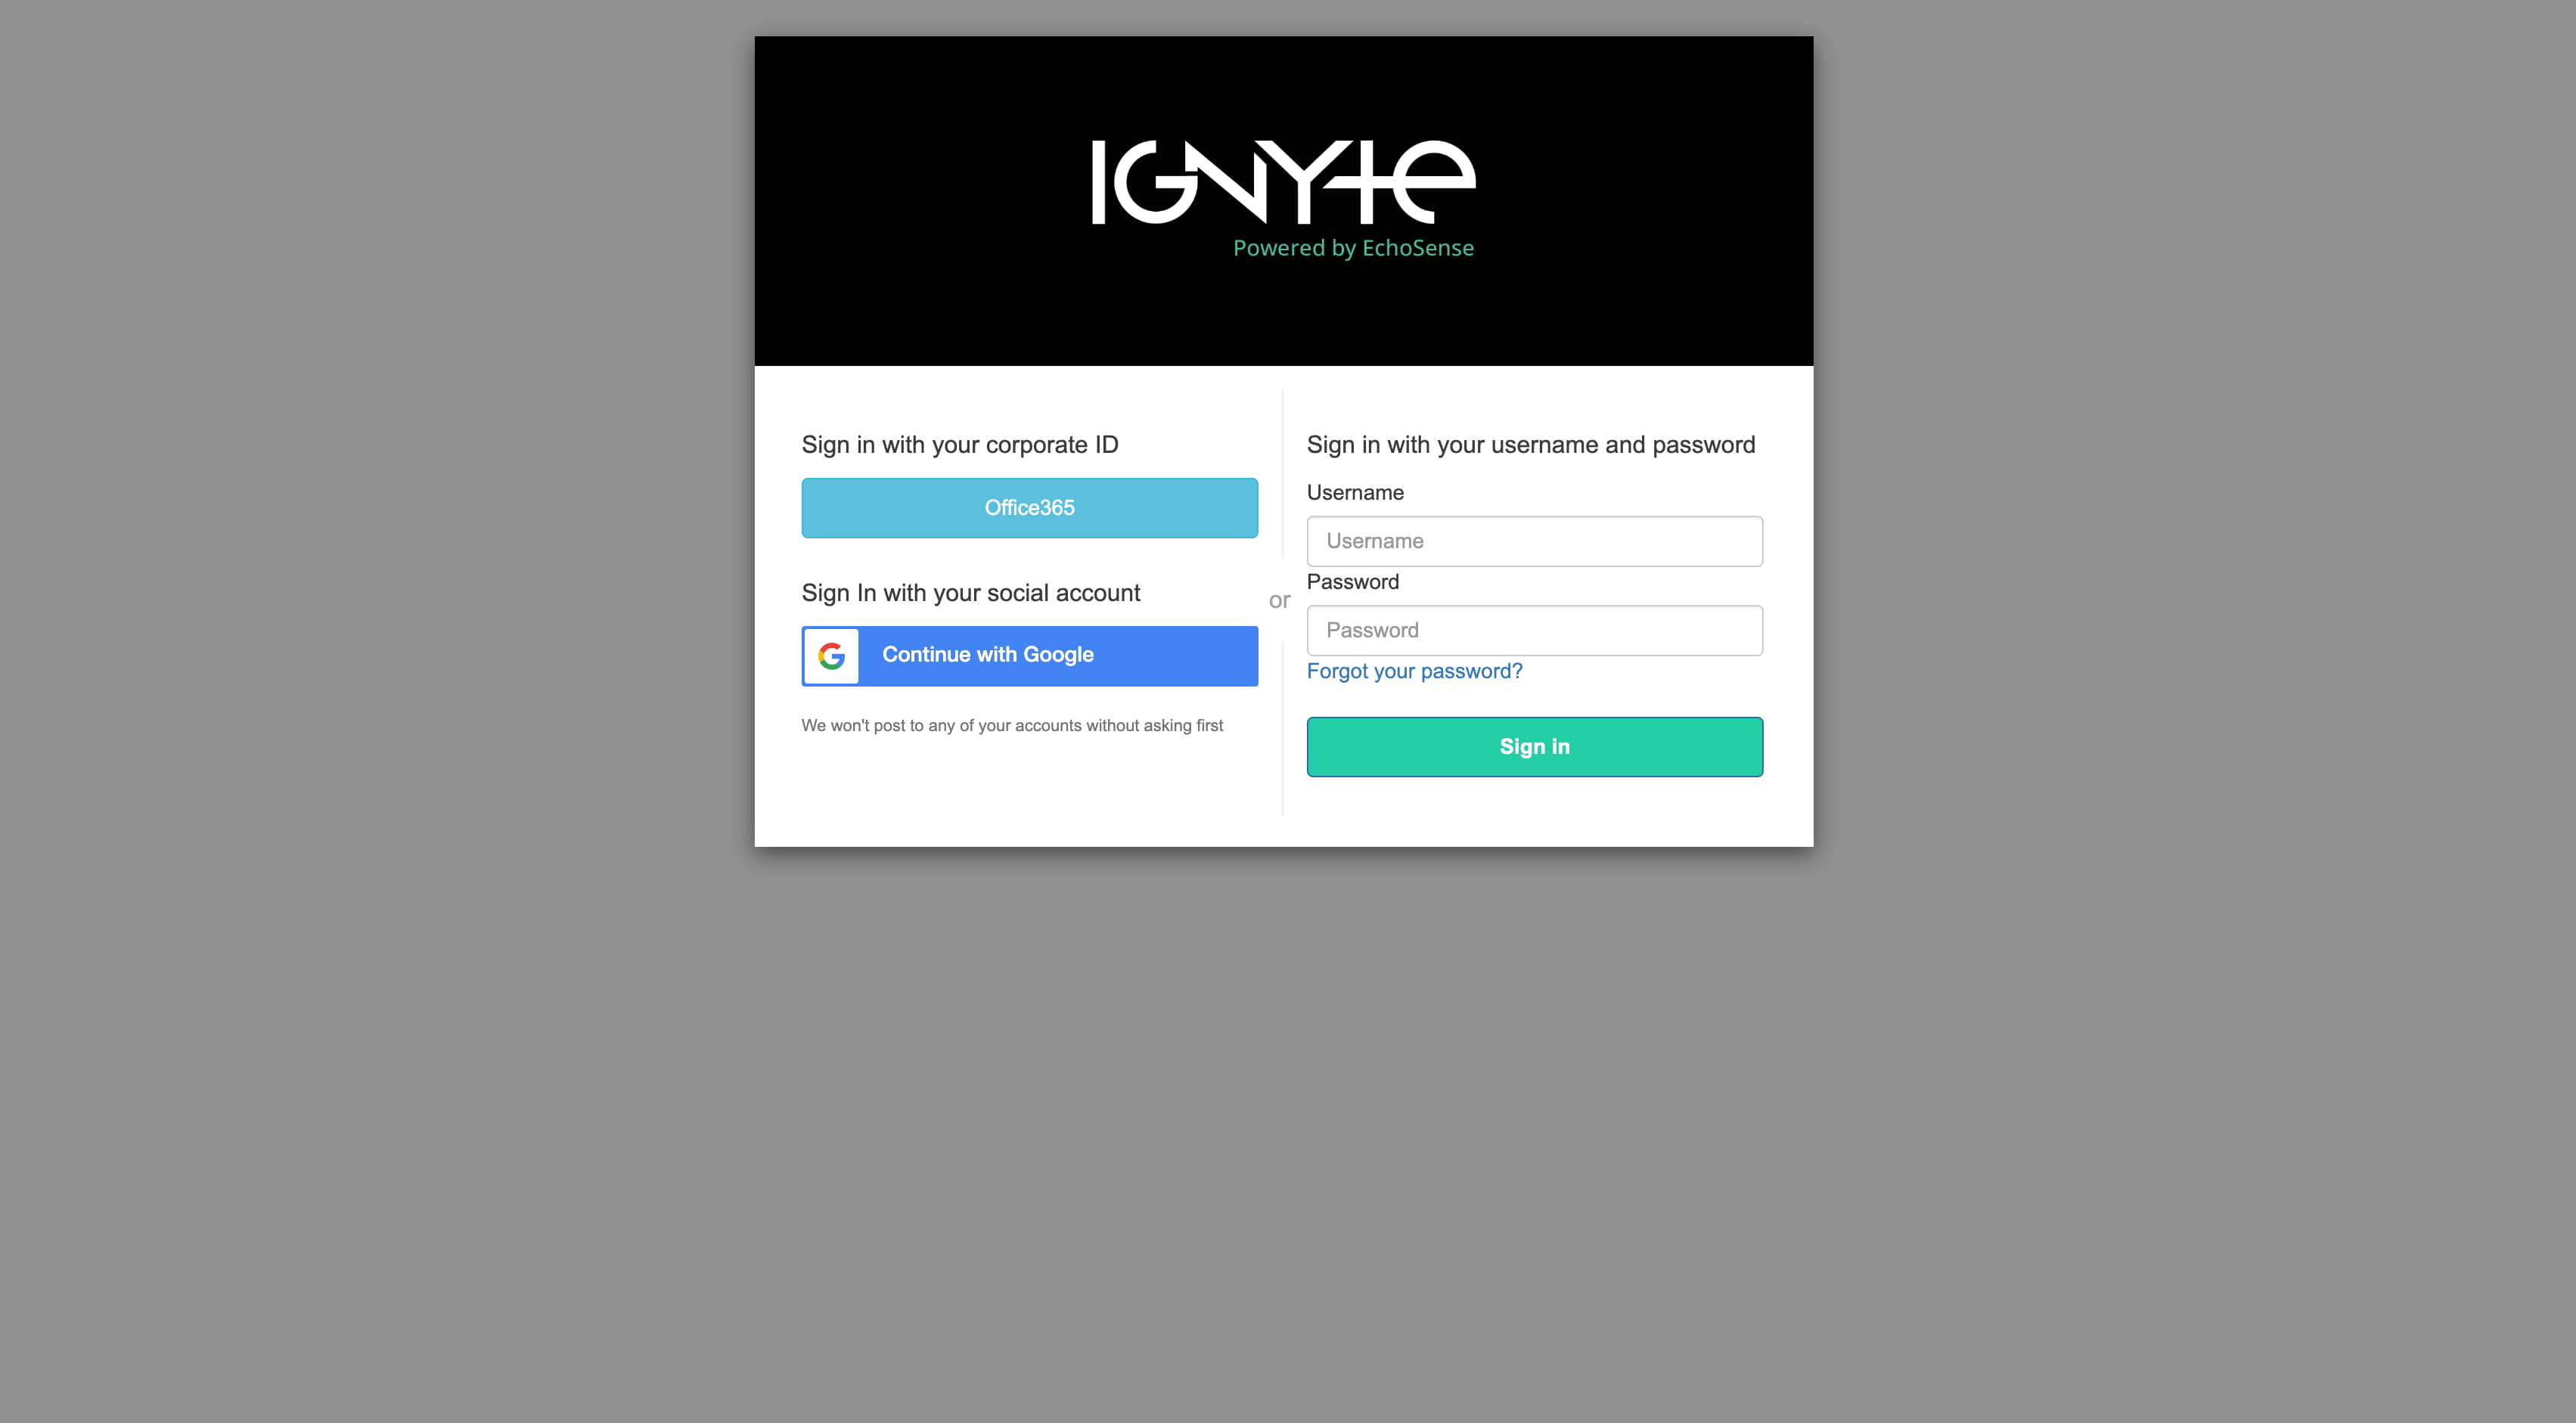 IGNYte
Powered by EchoSense
Sign in with your corporate ID
Office365
Sign In with your social account
Continue with Google
We won't post to any of your accounts without asking first
or
Sign in with your username and password
Username
Username
Password
Password
Forgot your password?
Sign in